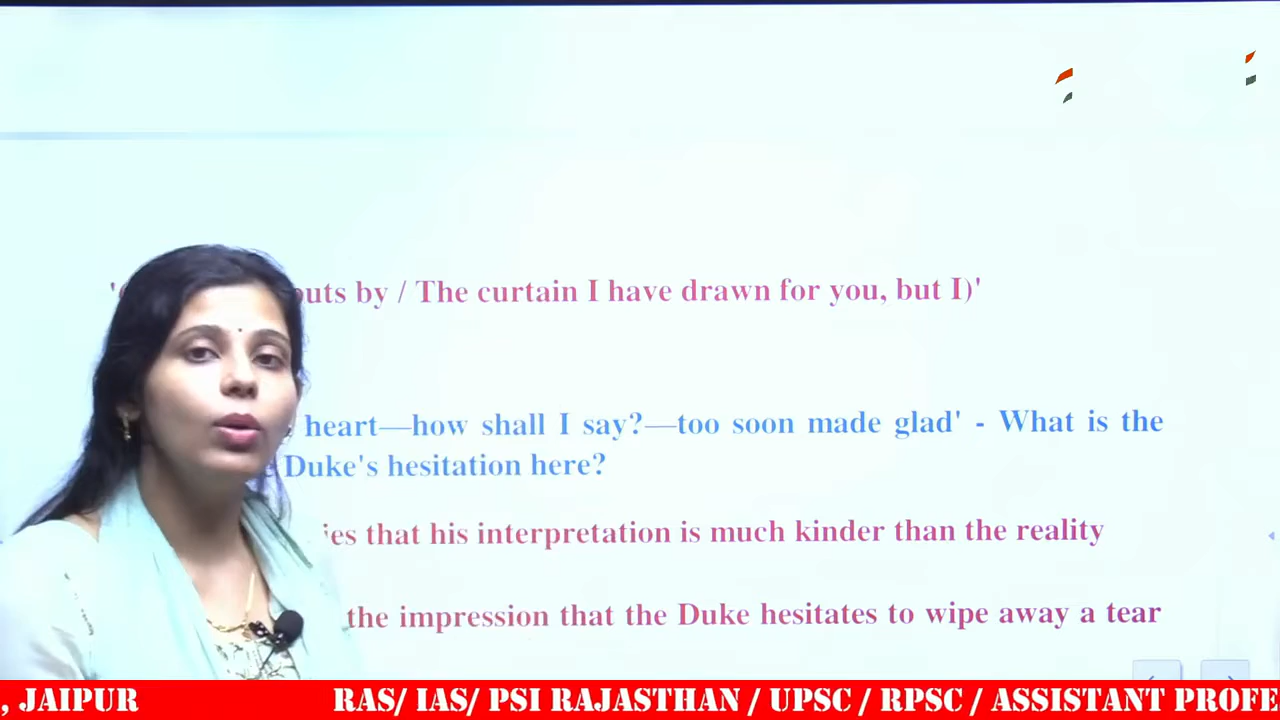 puts by / The curtain I have drawn for you, but I)'
heart—how shall I say?—too soon made glad' - What is the
Duke's hesitation here?
that his interpretation is much kinder than the reality
the impression that the Duke hesitates to wipe away a tear
, JAIPUR RAS/ IAS/ PSI RAJASTHAN / UPSC / RPSC / ASSISTANT PROFE